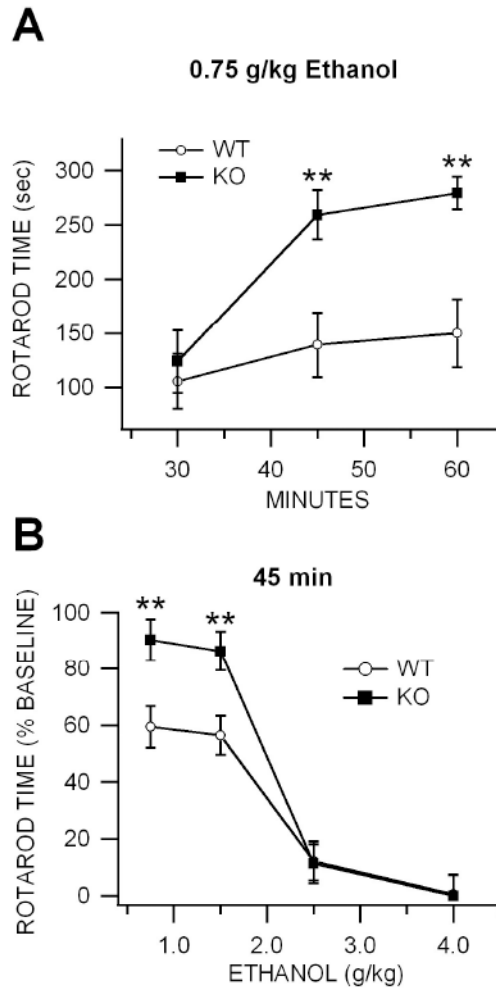 A
0.75 g/kg Ethanol
WT
KO
**
**
ROTAROD TIME (sec)
300
250
200
150
100
30
40
50
60
MINUTES
B
45 min
**
**
WT
KO
ROTAROD TIME (% BASELINE)
100
80
60
40
20
0
1.0
2.0
3.0
4.0
ETHANOL (g/kg)